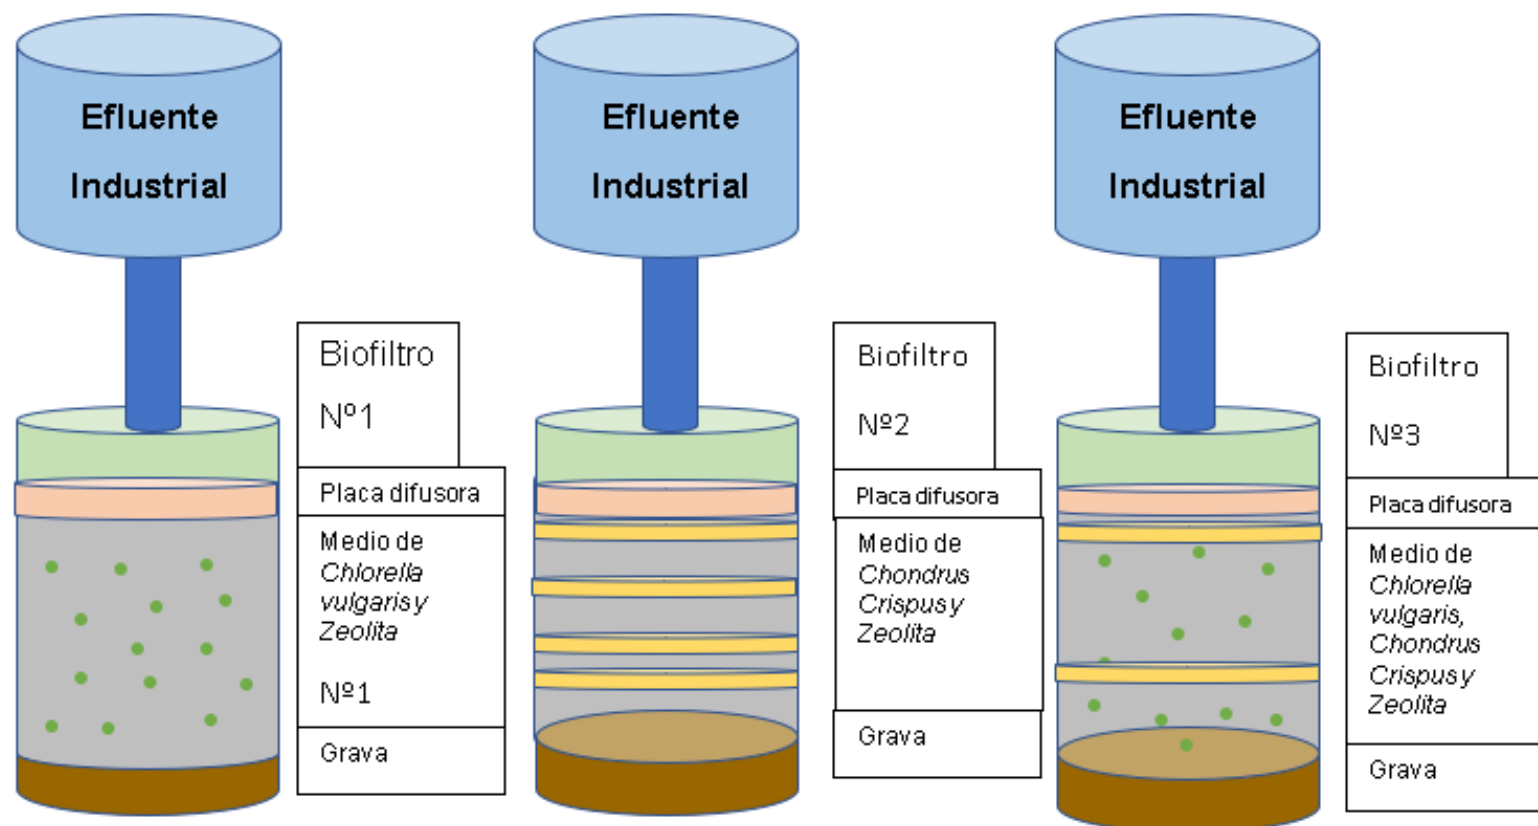 Efluente
Industrial
Efluente
Industrial
Efluente
Industrial
Biofiltro
Nº1
Placa difusora
Medio de
Chlorella
vulgaris y
Zeolita
Nº1
Grava
Biofiltro
Nº2
Placa difusora
Medio de
Chondrus
Crispus y
Zeolita
Grava
Biofiltro
Nº3
Placa difusora
Medio de
Chlorella
vulgaris,
Chondrus
Crispus y
Zeolita
Grava